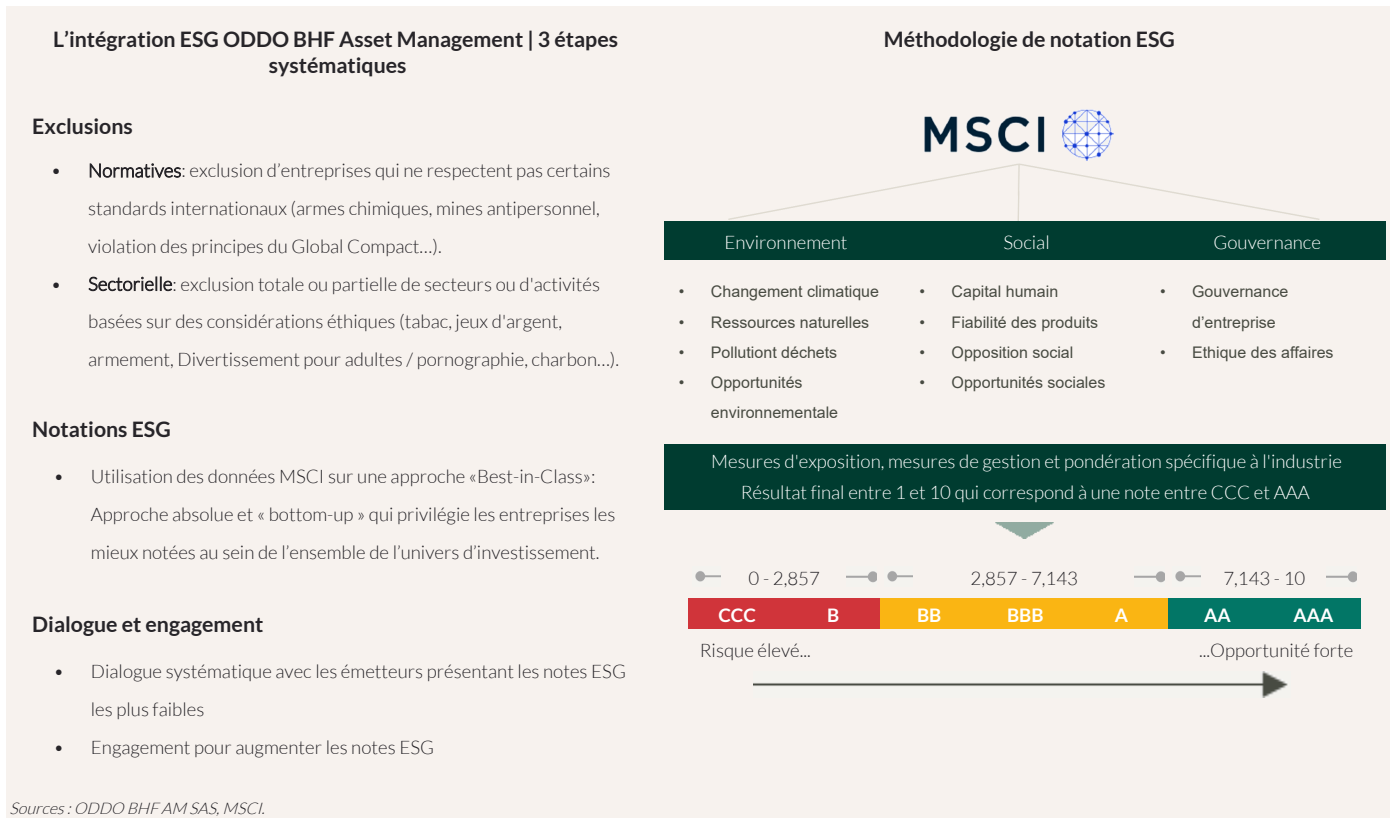 L’intégration ESG ODDO BHF Asset Management | 3 étapes
systématiques
Exclusions
• Normatives: exclusion d’entreprises qui ne respectent pas certains
standards internationaux (armes chimiques, mines antipersonnel,
violation des principes du Global Compact…).
• Sectorielle: exclusion totale ou partielle de secteurs ou d'activités
basées sur des considérations éthiques (tabac, jeux d'argent,
armement, Divertissement pour adultes / pornographie, charbon…).
Notations ESG
• Utilisation des données MSCI sur une approche «Best-in-Class»:
Approche absolue et « bottom-up » qui privilégie les entreprises les
mieux notées au sein de l’ensemble de l’univers d’investissement.
Dialogue et engagement
• Dialogue systématique avec les émetteurs présentant les notes ESG
les plus faibles
• Engagement pour augmenter les notes ESG
Sources : ODDO BHF AM SAS, MSCI.
Méthodologie de notation ESG
MSCI
Environnement Social Gouvernance
• Changement climatique
• Ressources naturelles
• Pollutiont déchets
• Opportunités
environnementale
• Capital humain
• Fiabilité des produits
• Opposition social
• Opportunités sociales
• Gouvernance
d’entreprise
• Ethique des affaires
Mesures d'exposition, mesures de gestion et pondération spécifique à l'industrie
Résultat final entre 1 et 10 qui correspond à une note entre CCC et AAA
0 - 2,857 2,857 - 7,143 7,143 - 10
CCC B BB BBB A AA AAA
Risque élevé... ...Opportunité forte